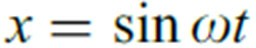 x = sin ωt